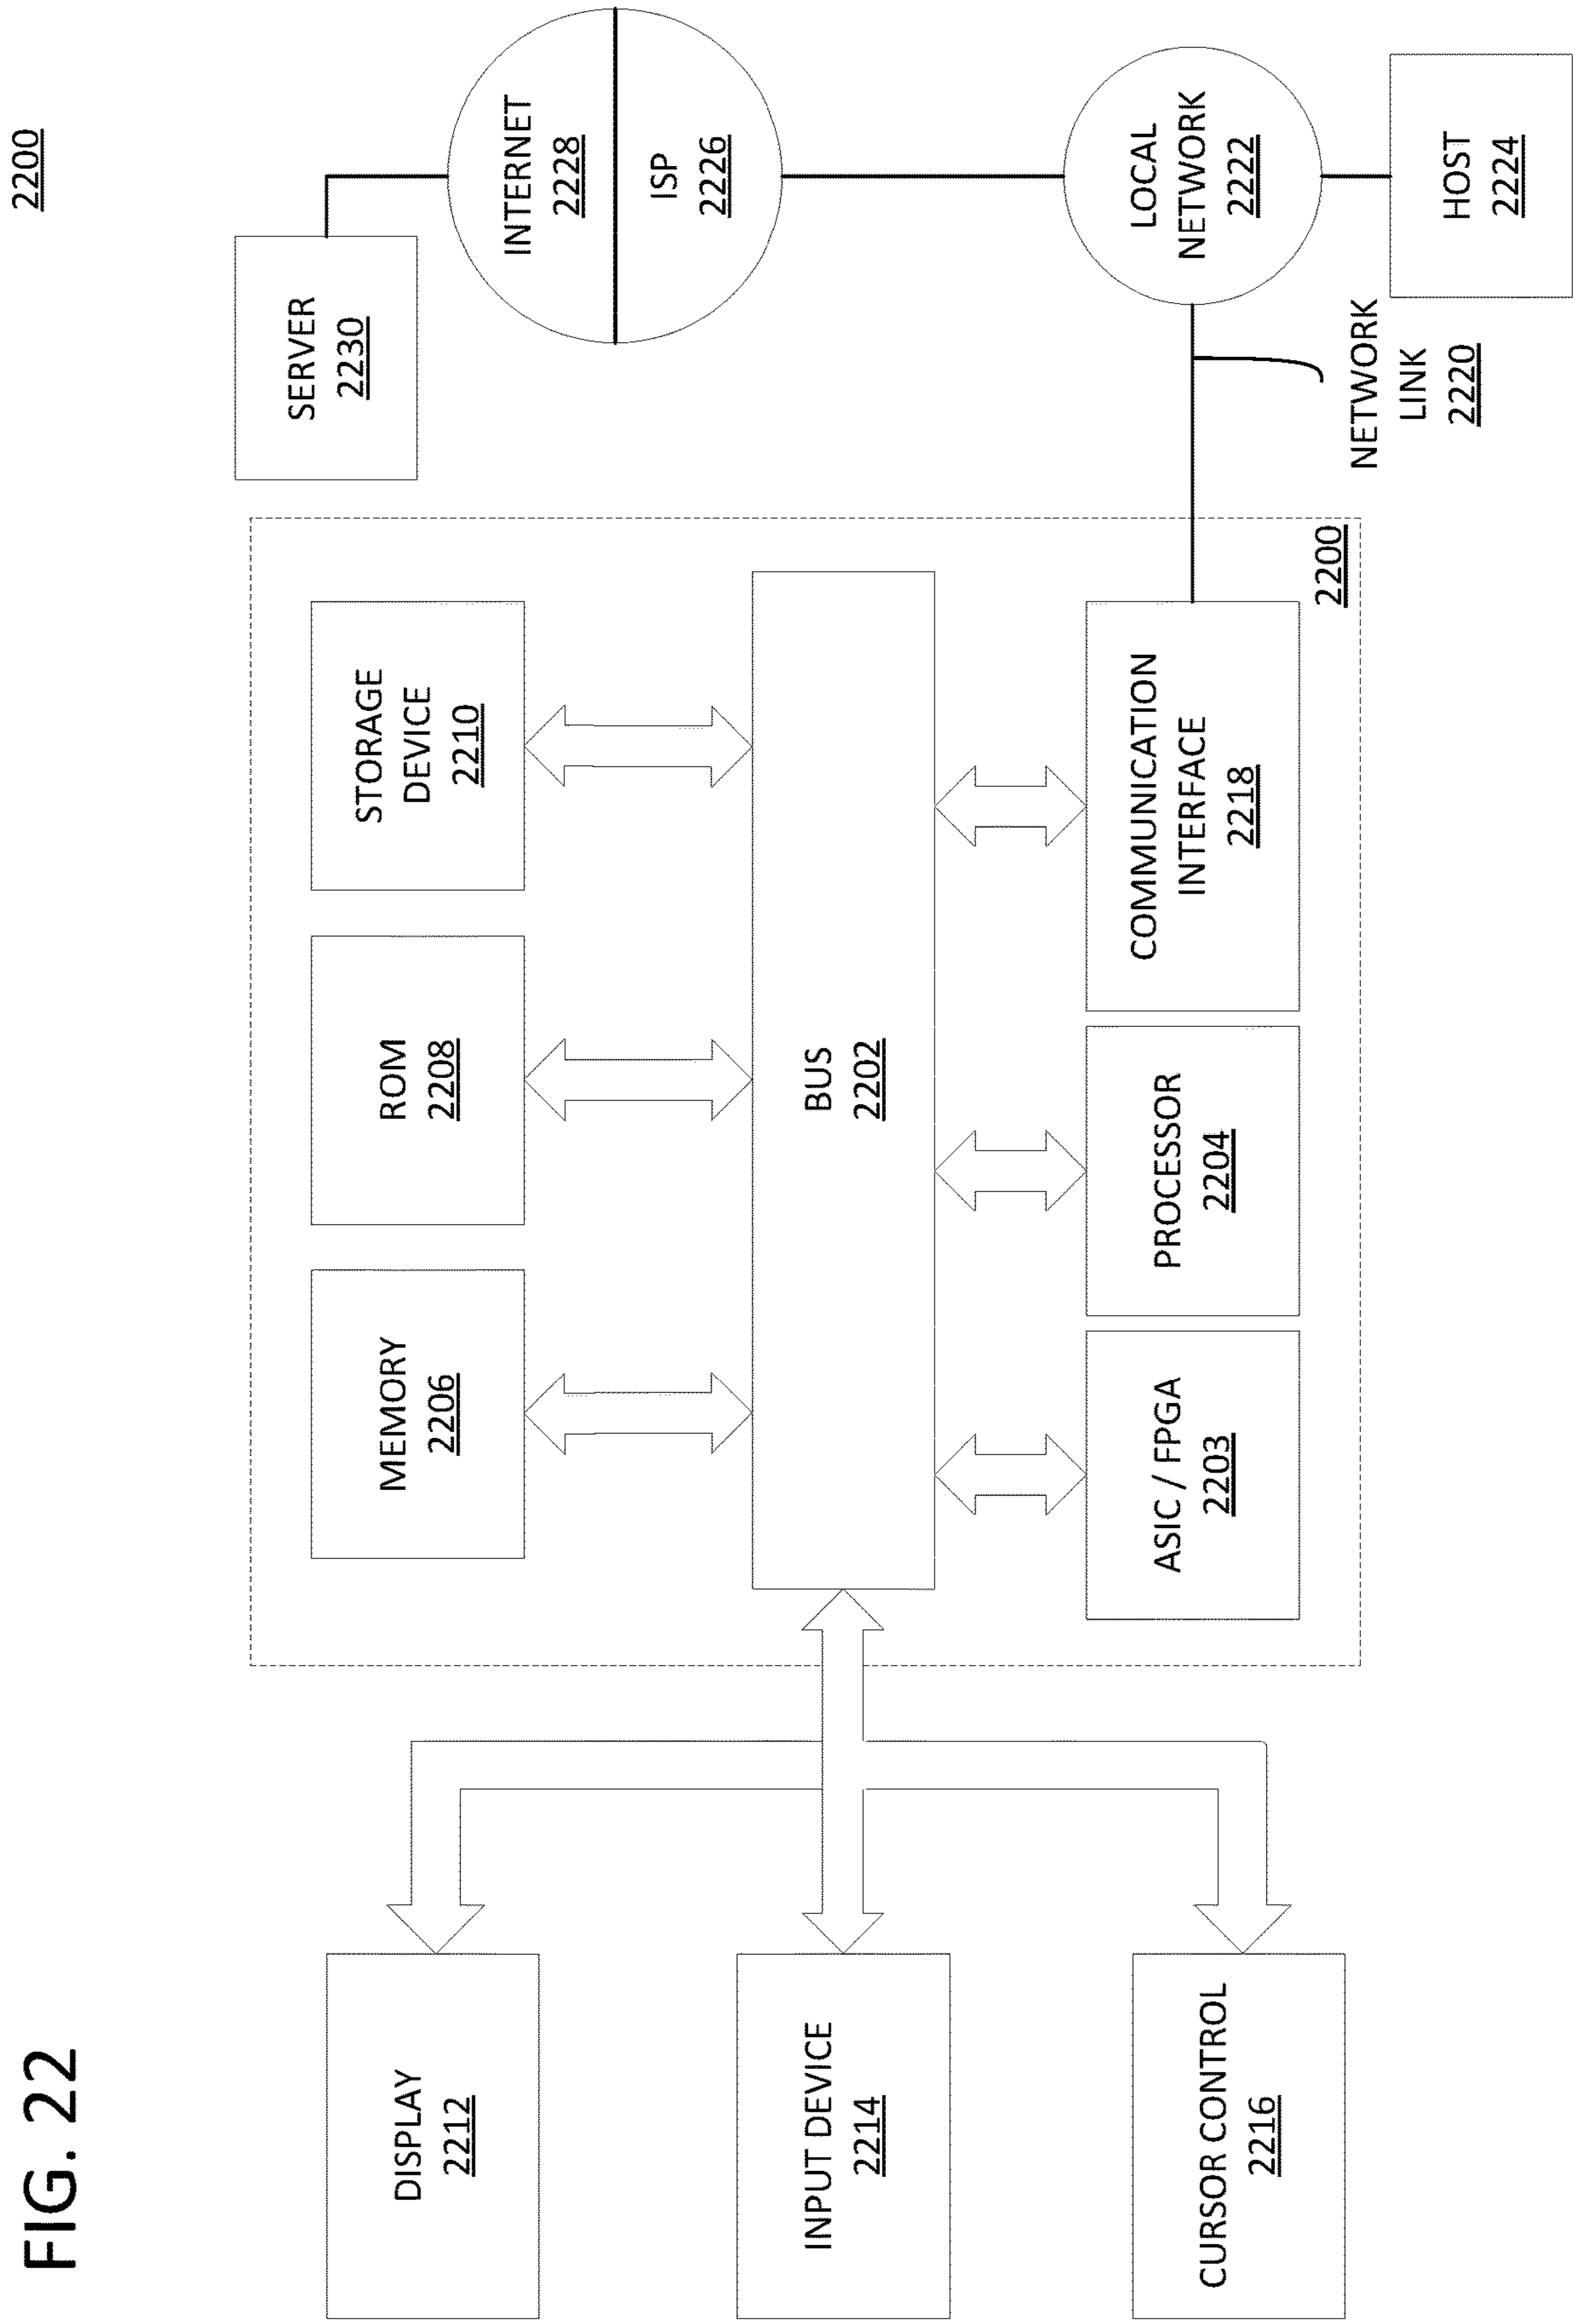 FIG. 22
2200
DISPLAY
2212
INPUT DEVICE
2214
CURSOR CONTROL
2216
MEMORY
2206
ROM
2208
STORAGE
DEVICE
2210
BUS
2202
ASIC / FPGA
2203
PROCESSOR
2204
COMMUNICATION
INTERFACE
2218
2200
SERVER
2230
INTERNET
2228
ISP
2226
LOCAL
NETWORK
2222
NETWORK
LINK
2220
HOST
2224